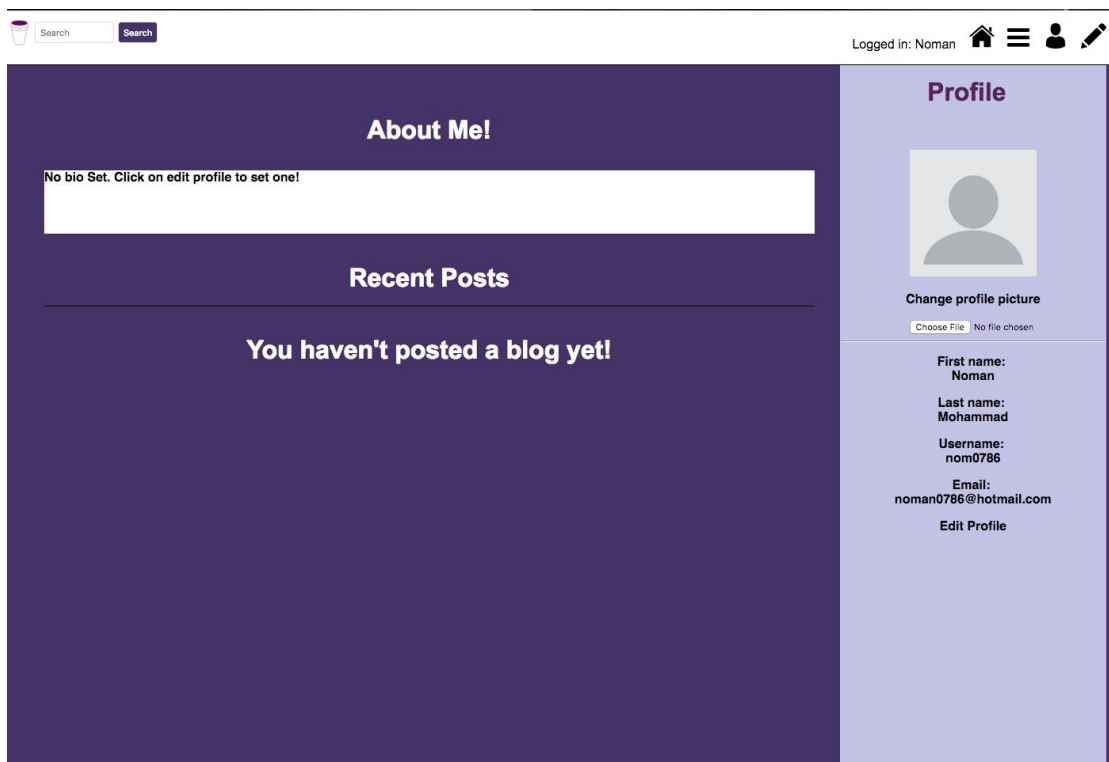 Search
Search
Logged in: Noman
About Me!
No bio Set. Click on edit profile to set one!
Recent Posts
You haven't posted a blog yet!
Profile
Change profile picture
Choose File No file chosen
First name:
Noman
Last name:
Mohammad
Username:
nom0786
Email:
noman0786@hotmail.com
Edit Profile